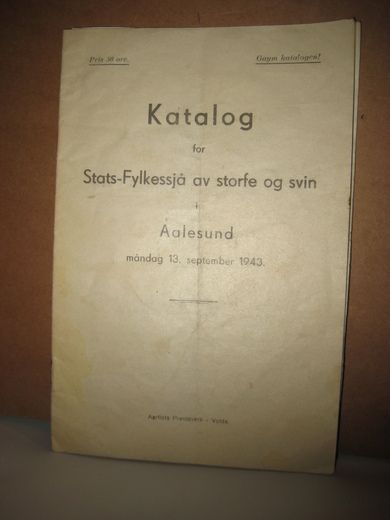 Pris 50 øre.
Gøym katalogen!
Katalog
for
Stats-Fylkessjå av storfe og svin
i
Aalesund
måndag 13. september 1943.
Aarflots Prenteverk - Volda